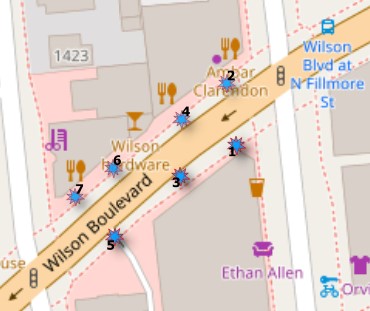 1423
Wilson
Blvd at
N Fillmore
St
Ambar
Clarendon
2
4
1
Wilson
Hardware
6
3
7
5
Wilson Boulevard
use
Ethan Allen
Orvi